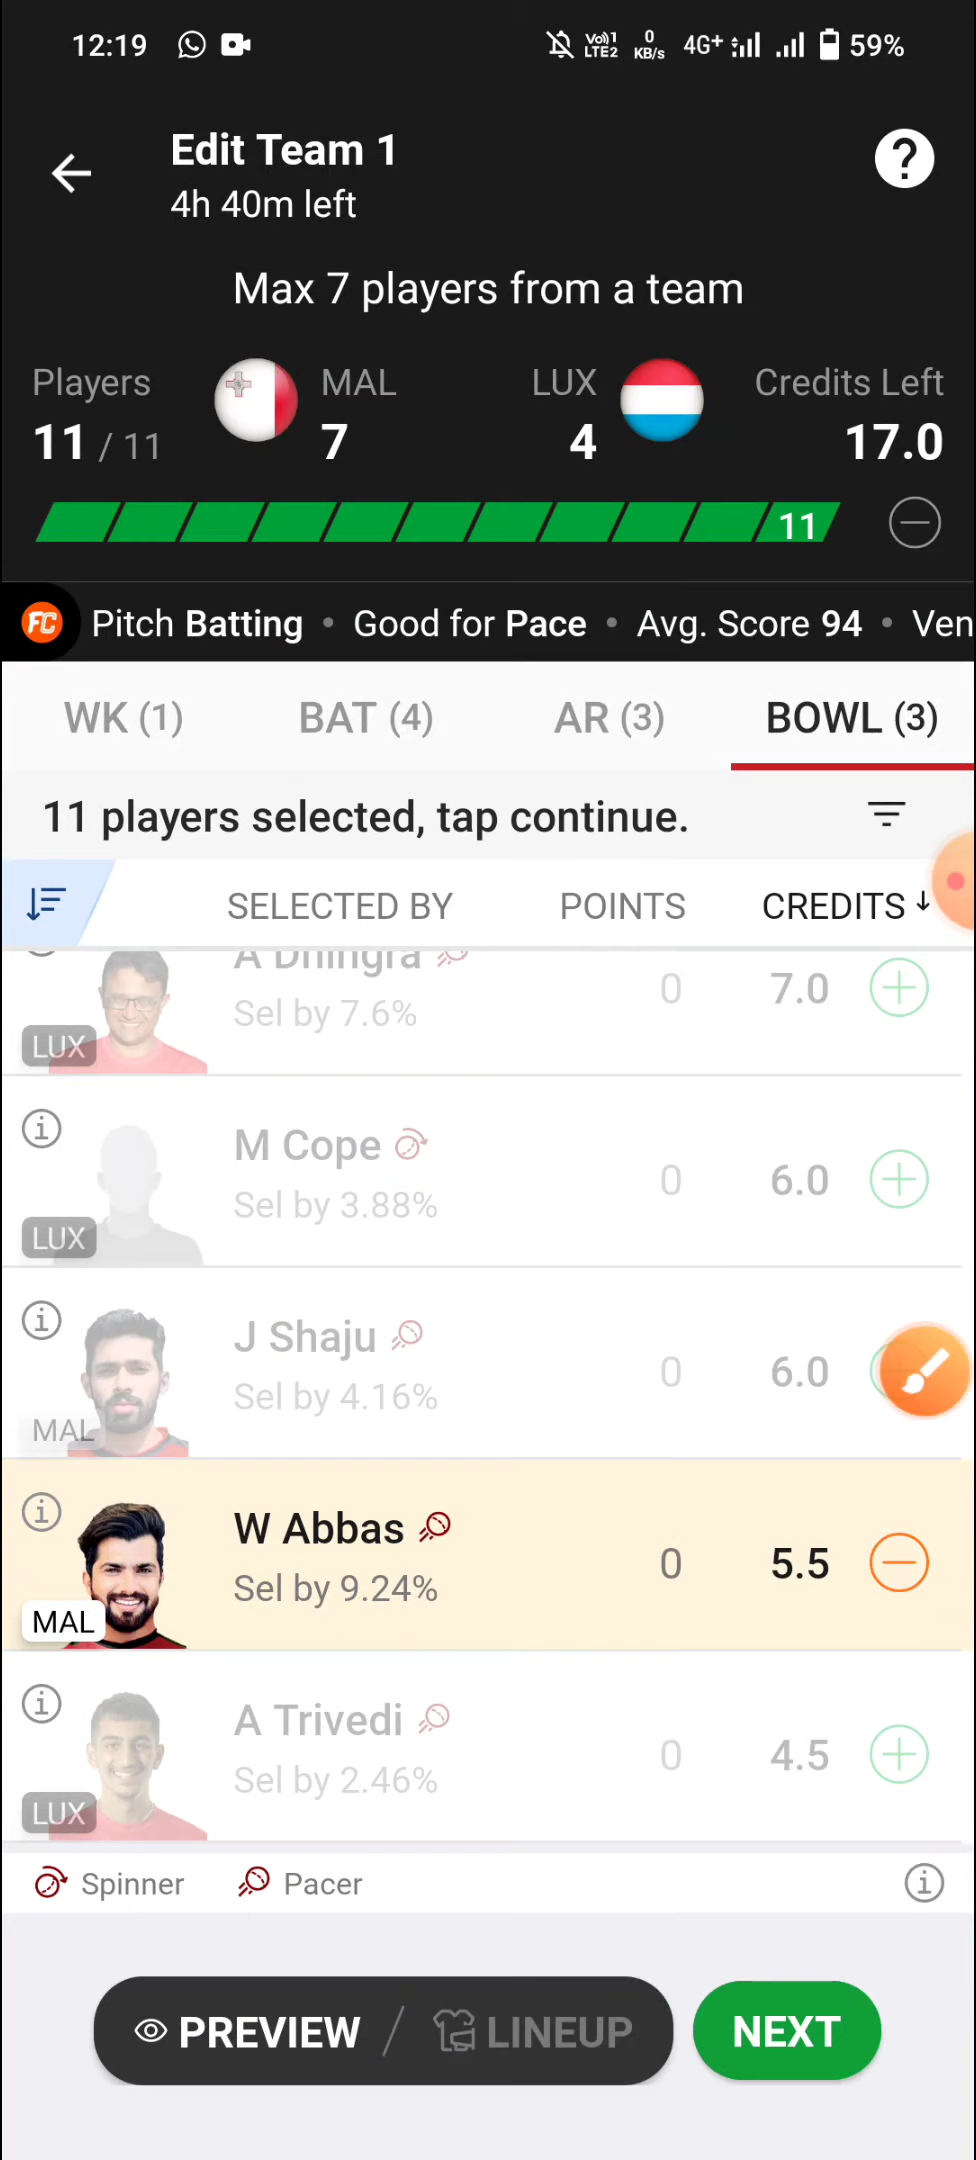 12:19 Vo)) 1 LTE2 0 KB/s 4G+ 59%
Edit Team 1
4h 40m left
?
Max 7 players from a team
Players MAL LUX Credits Left
11 / 11 7 4 17.0
11
FC Pitch Batting • Good for Pace • Avg. Score 94 • Ven
WK (1) BAT (4) AR (3) BOWL (3)
11 players selected, tap continue.
SELECTED BY POINTS CREDITS
A Dhingra 0 7.0
Sel by 7.6%
LUX
M Cope 0 6.0
Sel by 3.88%
LUX
J Shaju 0 6.0
Sel by 4.16%
MAL
W Abbas 0 5.5
Sel by 9.24%
MAL
A Trivedi 0 4.5
Sel by 2.46%
LUX
Spinner Pacer
PREVIEW / LINEUP NEXT